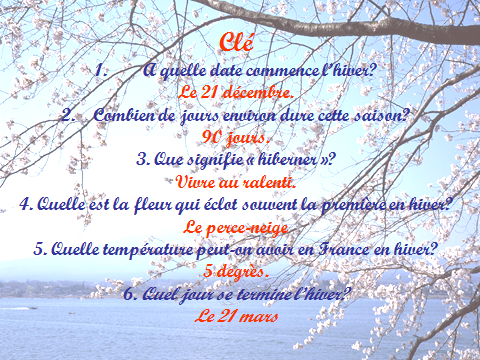 Clé
1. A quelle date commence l'hiver?
Le 21 décembre.
2. Combien de jours environ dure cette saison?
90 jours.
3. Que signifie « hiberner »?
Vivre au ralenti.
4. Quelle est la fleur qui éclot souvent la première en hiver?
Le perce-neige
5. Quelle température peut-on avoir en France en hiver?
5 degrés.
6. Quel jour se termine l'hiver?
Le 21 mars